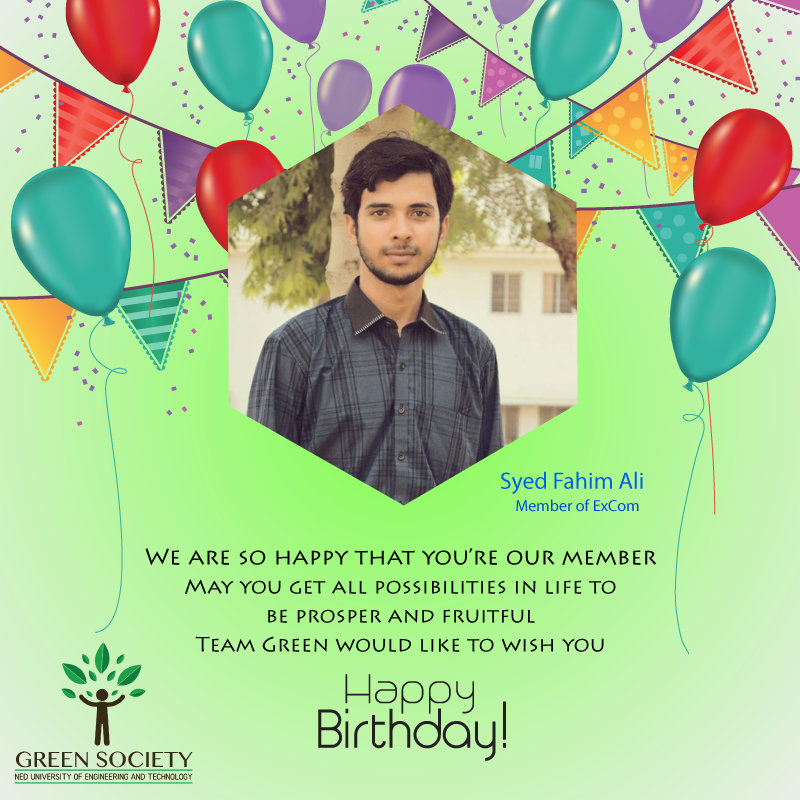 Syed Fahim Ali
Member of ExCom
WE ARE SO HAPPY THAT YOU'RE OUR MEMBER
MAY YOU GET ALL POSSIBILITIES IN LIFE TO
BE PROSPER AND FRUITFUL
TEAM GREEN WOULD LIKE TO WISH YOU
Happy
Birthday!
GREEN SOCIETY
NED UNIVERSITY OF ENGINEERING AND TECHNOLOGY